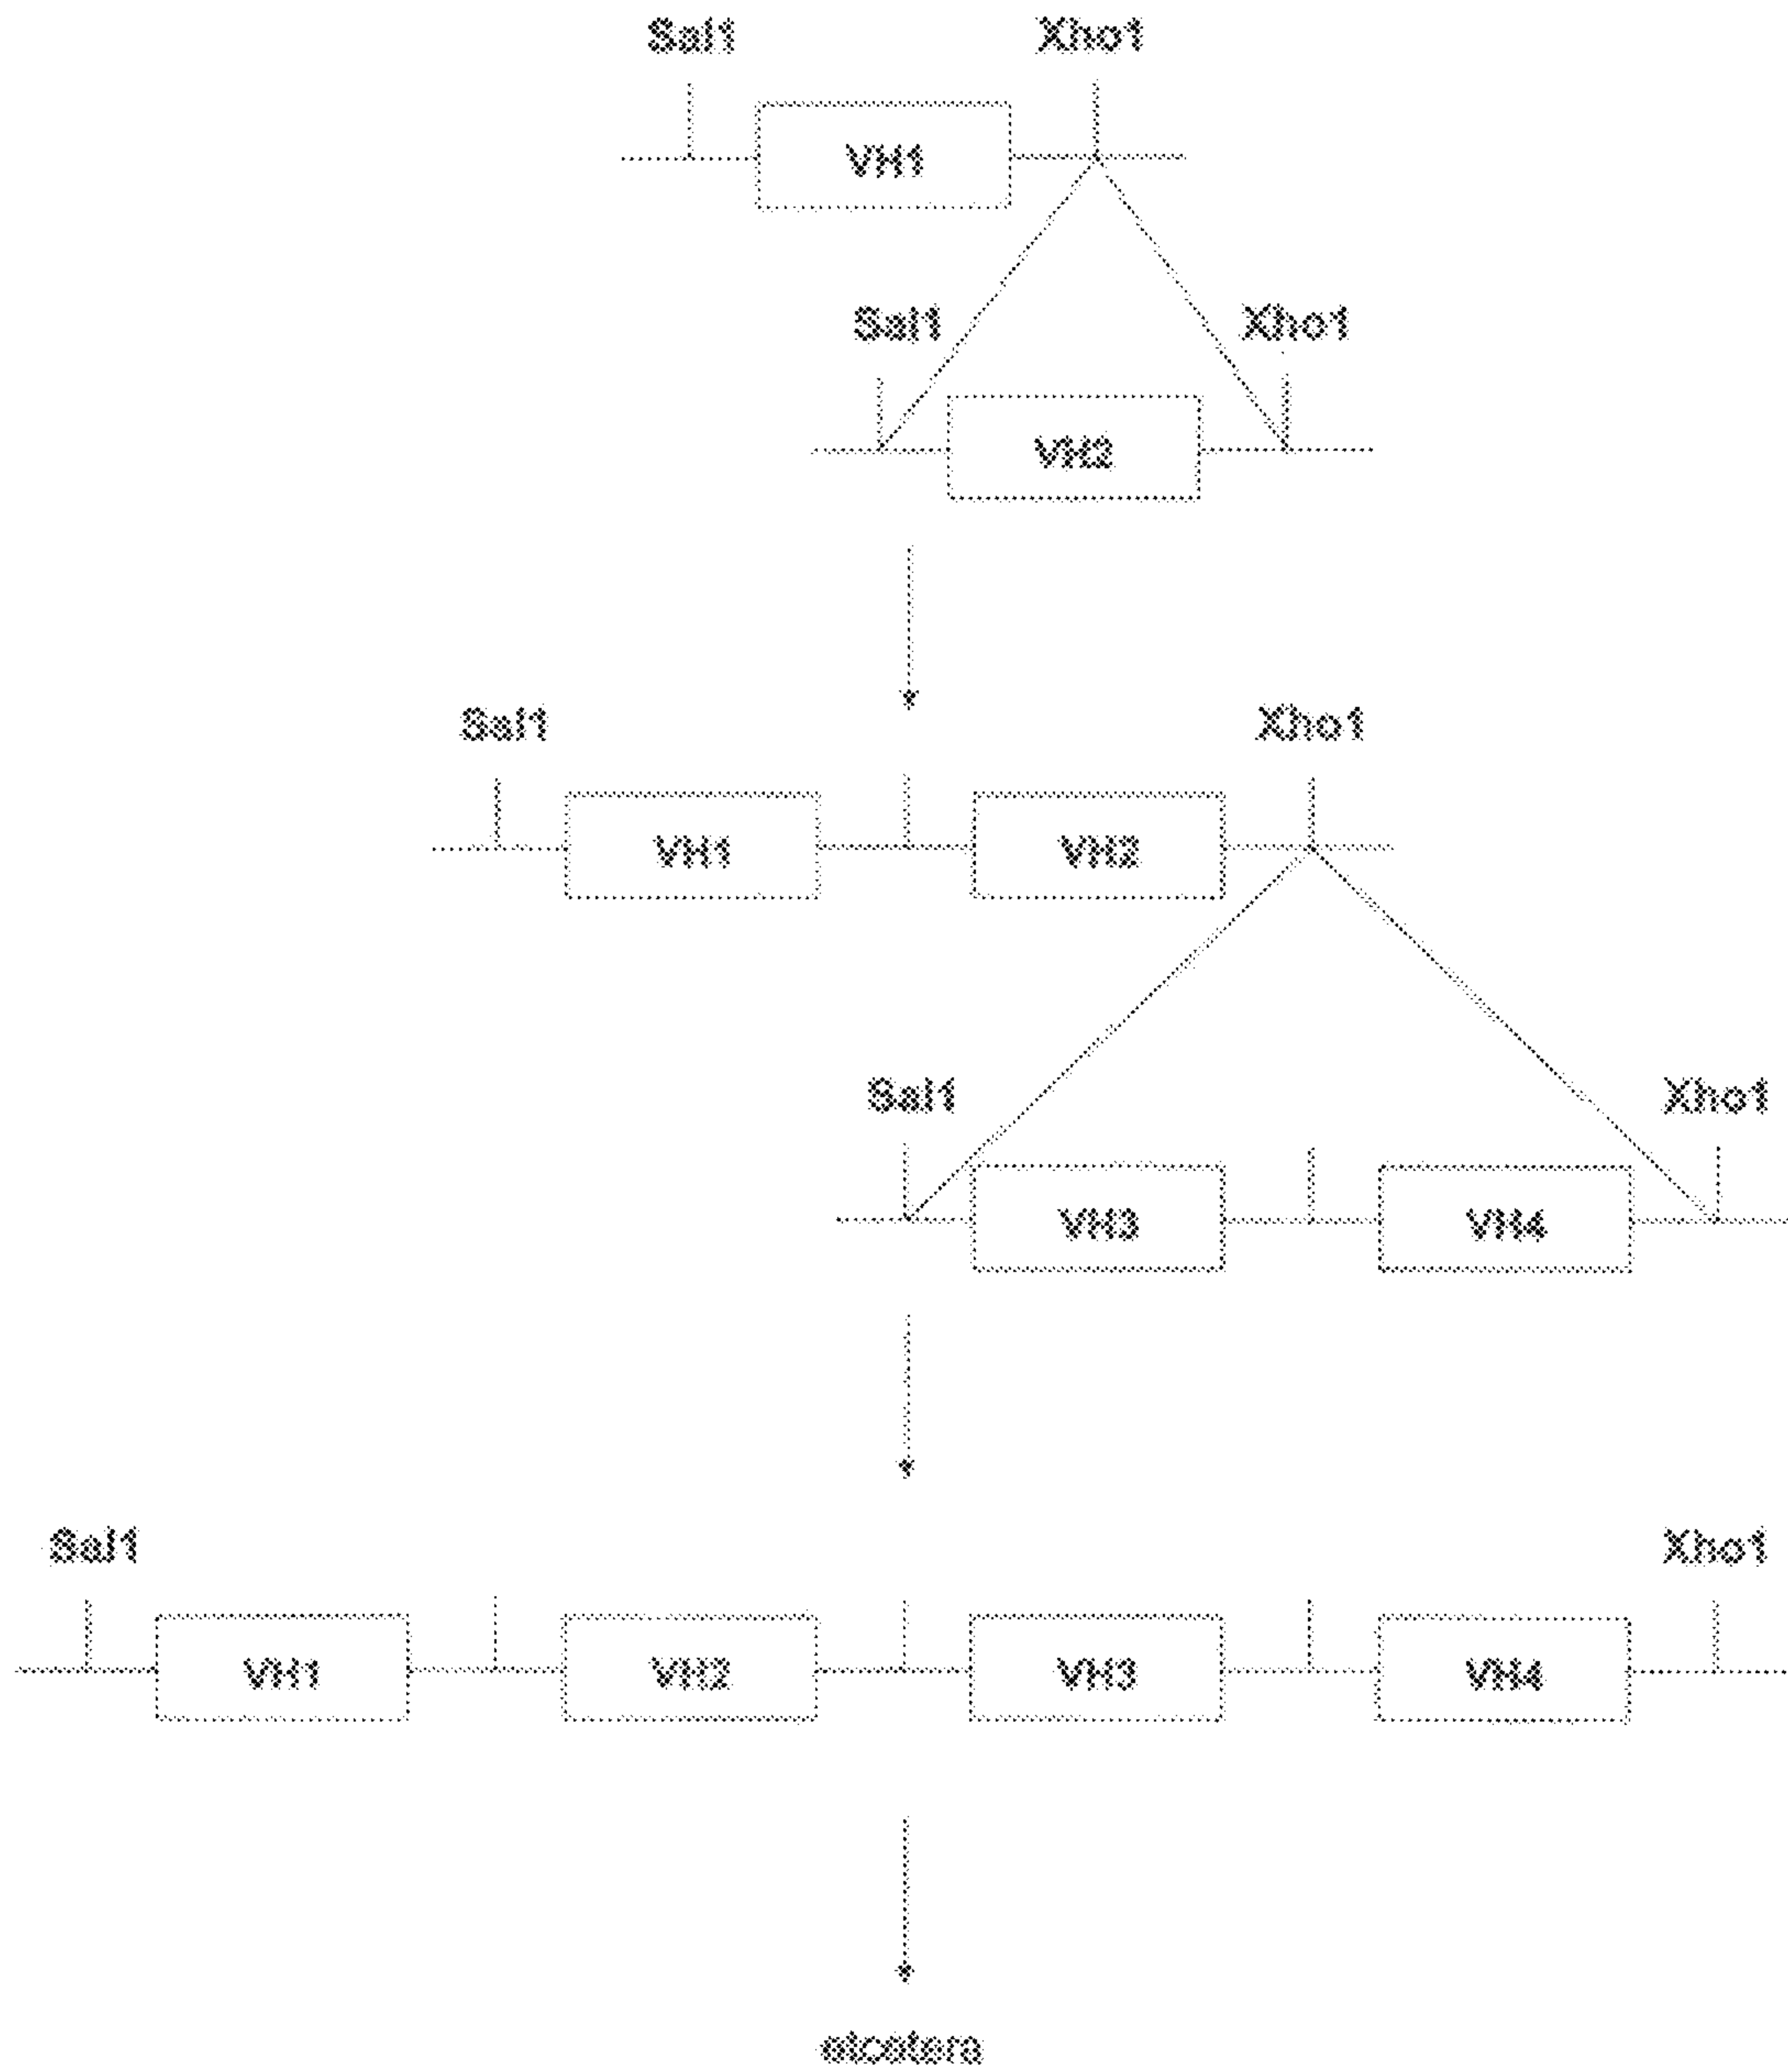 Sal1 Xho1
VH1
Sal1 Xho1
VH2
Sal1 Xho1
VH1 VH2
Sal1 Xho1
VH3 VH4
Sal1 Xho1
VH1 VH2 VH3 VH4
etcetera